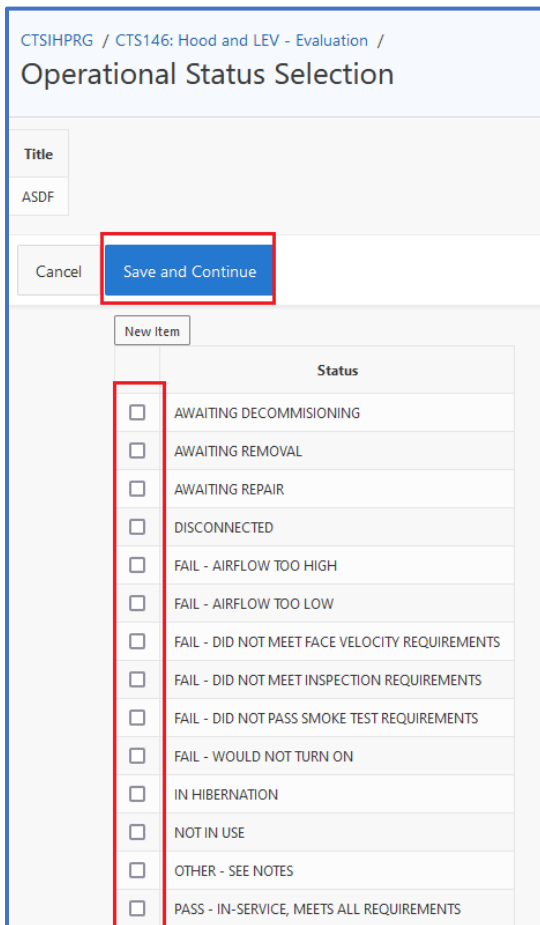 CTSIHPRG / CTS146: Hood and LEV - Evaluation /
Operational Status Selection
Title
ASDF
Cancel Save and Continue
New Item
Status
AWAITING DECOMMISIONING
AWAITING REMOVAL
AWAITING REPAIR
DISCONNECTED
FAIL - AIRFLOW TOO HIGH
FAIL - AIRFLOW TOO LOW
FAIL - DID NOT MEET FACE VELOCITY REQUIREMENTS
FAIL - DID NOT MEET INSPECTION REQUIREMENTS
FAIL - DID NOT PASS SMOKE TEST REQUIREMENTS
FAIL - WOULD NOT TURN ON
IN HIBERNATION
NOT IN USE
OTHER - SEE NOTES
PASS - IN-SERVICE, MEETS ALL REQUIREMENTS